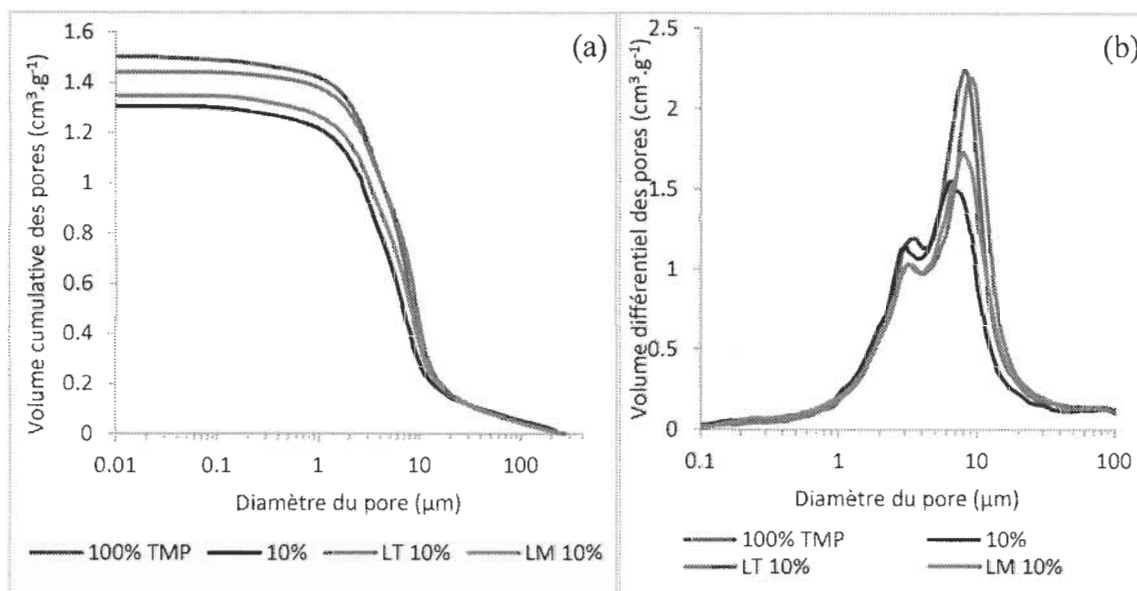 (a)
Volume cumulative des pores (cm³·g⁻¹)
1.6
1.4
1.2
1
0.8
0.6
0.4
0.2
0
0.01 0.1 1 10 100
Diamètre du pore (µm)
100% TMP 10% LT 10% LM 10%
(b)
Volume différentiel des pores (cm³·g⁻¹)
2.5
2
1.5
1
0.5
0
0.1 1 10 100
Diamètre du pore (µm)
100% TMP 10%
LT 10% LM 10%